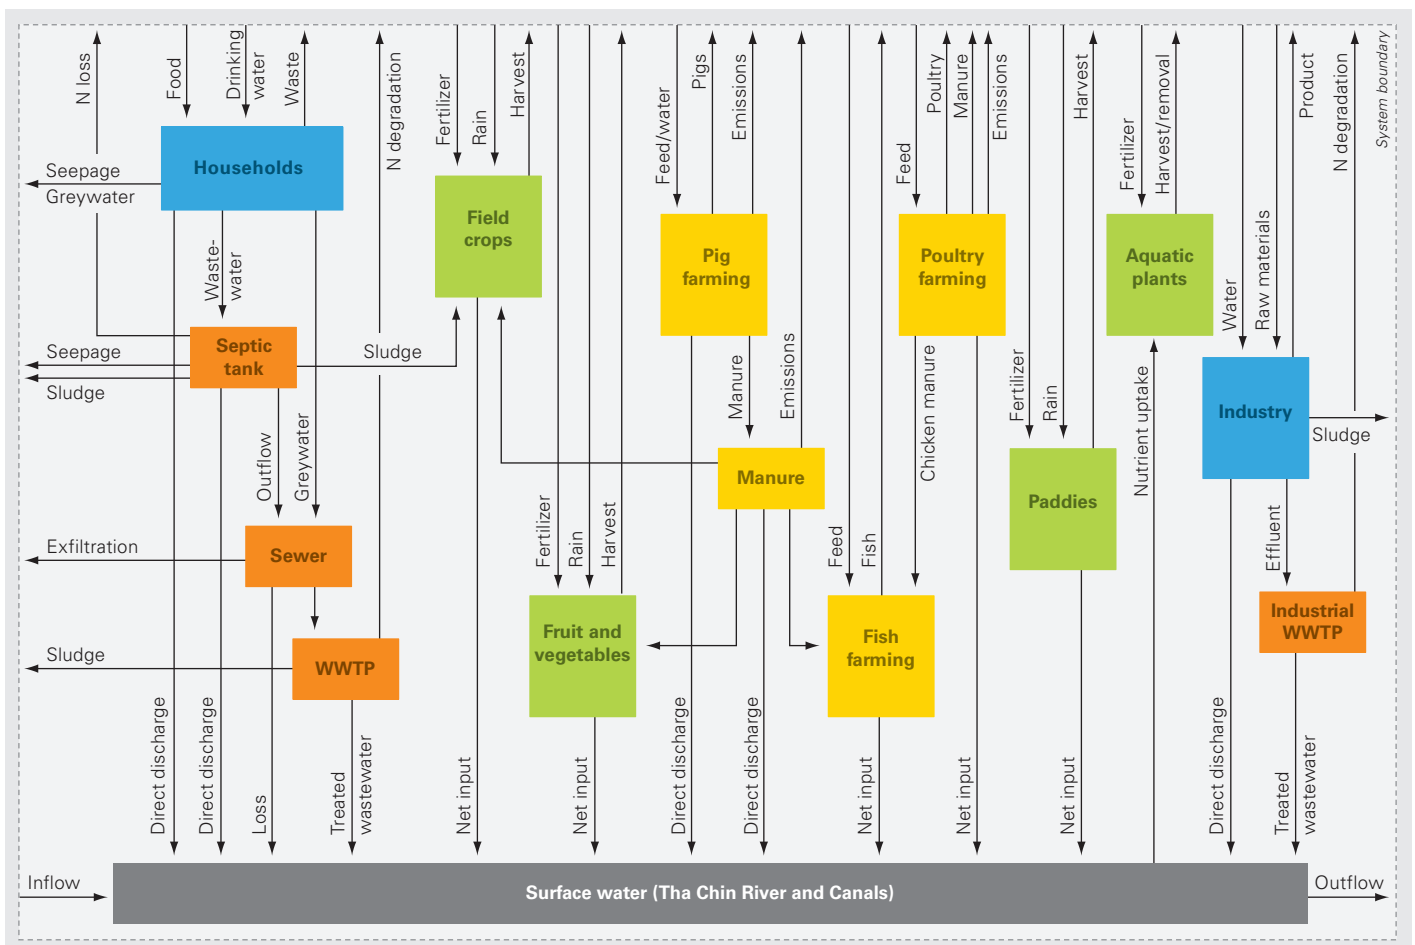 N loss
Food
Drinking
water
Waste
N degradation
Fertilizer
Rain
Harvest
Feed/water
Pigs
Emissions
Feed
Poultry
Manure
Emissions
Harvest
Fertilizer
Harvest/removal
Product
N degradation
System boundary
Households
Seepage
Greywater
Field
crops
Pig
farming
Poultry
farming
Aquatic
plants
Waste-
water
Water
Raw materials
Septic
tank
Seepage
Sludge
Sludge
Manure
Emissions
Chicken manure
Fertilizer
Rain
Nutrient uptake
Industry
Sludge
Outflow
Greywater
Manure
Paddies
Fertilizer
Rain
Harvest
Feed
Fish
Effluent
Exfiltration
Sewer
Fruit and
vegetables
Fish
farming
Industrial
WWTP
Sludge
WWTP
Direct discharge
Direct discharge
Loss
Treated
wastewater
Net input
Net input
Direct discharge
Direct discharge
Net input
Net input
Net input
Direct discharge
Treated
wastewater
Inflow
Surface water (Tha Chin River and Canals)
Outflow